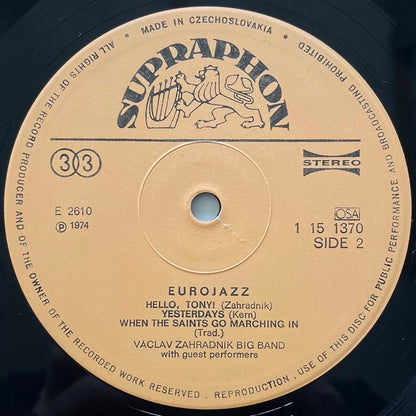 ALL RIGHTS OF THE RECORD PRODUCER AND OF THE OWNER OF THE RECORDED WORK RESERVED . REPRODUCTION , USE OF THIS DISC FOR PUBLIC PERFORMANCE AND BROADCASTING PROHIBITED
• MADE IN CZECHOSLOVAKIA •
SUPRAPHON
33
STEREO
E 2610
℗ 1974
OSA
1 15 1370
SIDE 2
EUROJAZZ
HELLO, TONY! (Zahradník)
YESTERDAYS (Kern)
WHEN THE SAINTS GO MARCHING IN
(Trad.)
VÁCLAV ZAHRADNÍK BIG BAND
with guest performers